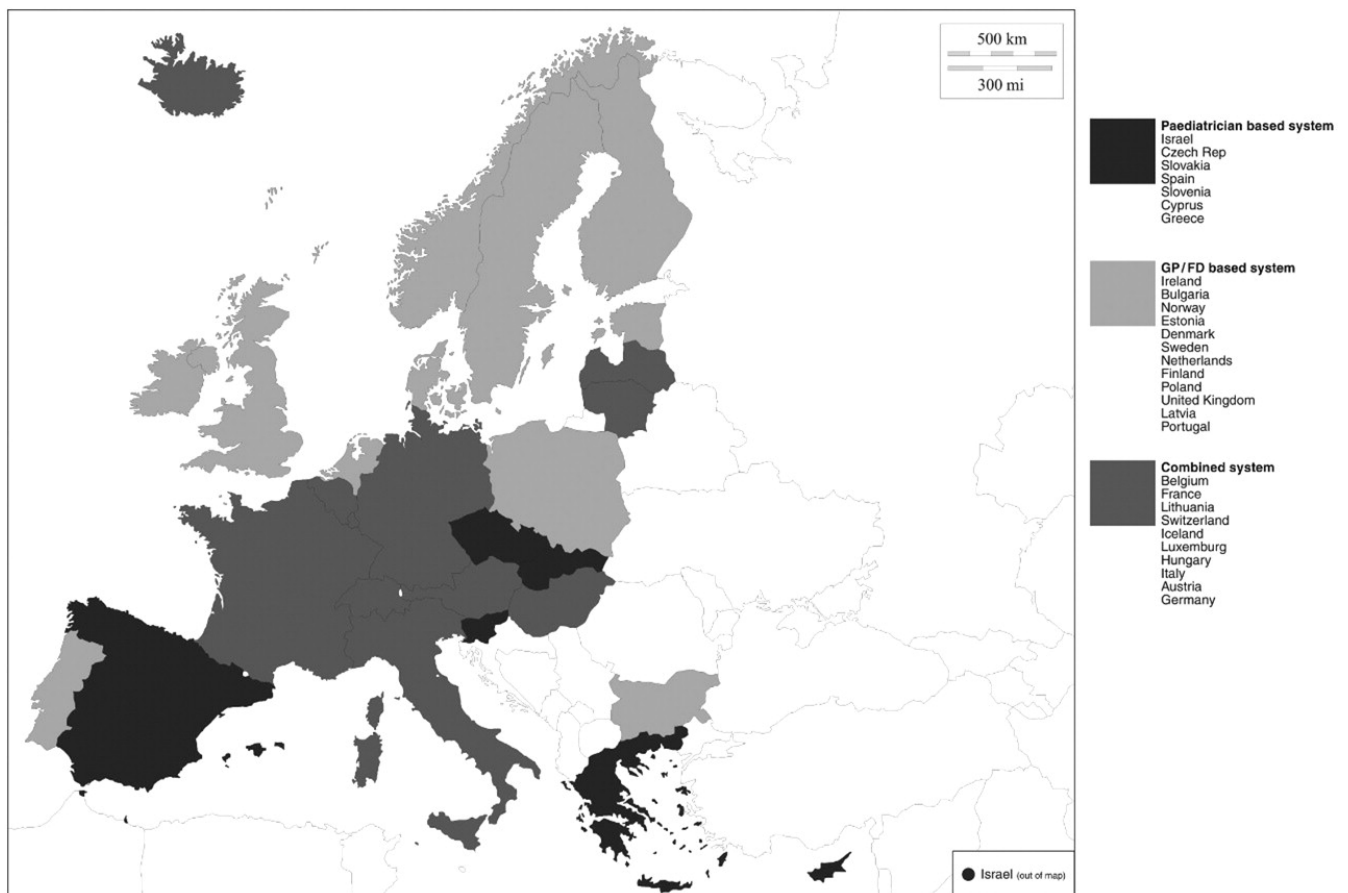 500 km
300 mi
Paediatrician based system
Israel
Czech Rep
Slovakia
Spain
Slovenia
Cyprus
Greece
GP/FD based system
Ireland
Bulgaria
Norway
Estonia
Denmark
Sweden
Netherlands
Finland
Poland
United Kingdom
Latvia
Portugal
Combined system
Belgium
France
Lithuania
Switzerland
Iceland
Luxemburg
Hungary
Italy
Austria
Germany
Israel (out of map)